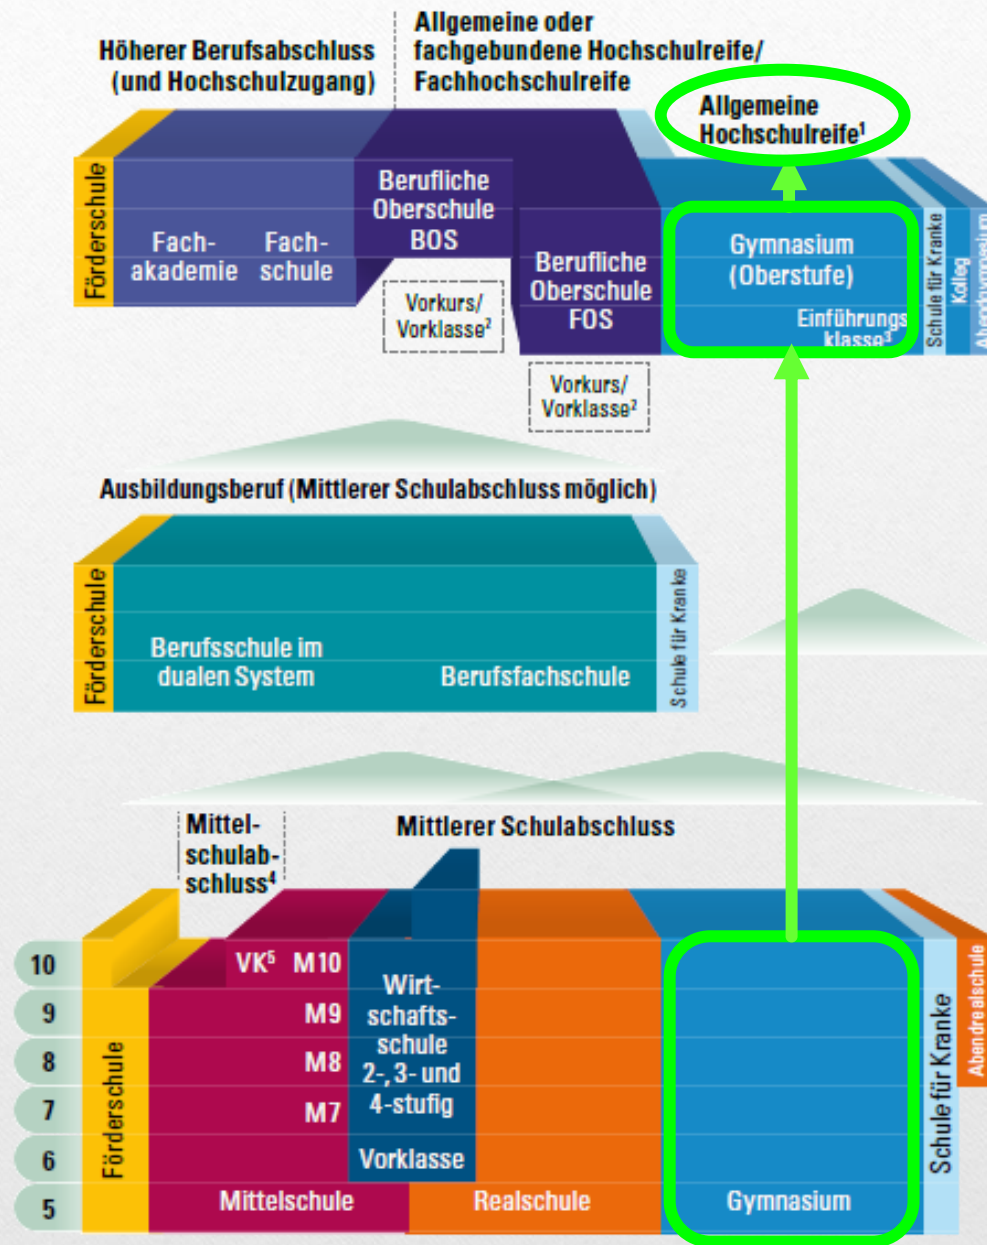 Höherer Berufsabschluss
(und Hochschulzugang)
Allgemeine oder
fachgebundene Hochschulreife/
Fachhochschulreife
Allgemeine
Hochschulreife¹
Förderschule
Fach-
akademie
Fach-
schule
Berufliche
Oberschule
BOS
Vorkurs/
Vorklasse²
Berufliche
Oberschule
FOS
Vorkurs/
Vorklasse²
Gymnasium
(Oberstufe)
Einführungs
klasse³
Schule für Kranke
Kolleg
Abendgymnasium
Ausbildungsberuf (Mittlerer Schulabschluss möglich)
Förderschule
Berufsschule im
dualen System
Berufsfachschule
Schule für Kranke
Mittel-
schulab-
schluss⁴
Mittlerer Schulabschluss
10
9
8
7
6
5
Förderschule
VK⁵ M10
M9
M8
M7
Mittelschule
Wirt-
schafts-
schule
2-, 3- und
4-stufig
Vorklasse
Realschule
Gymnasium
Schule für Kranke
Abendrealschule